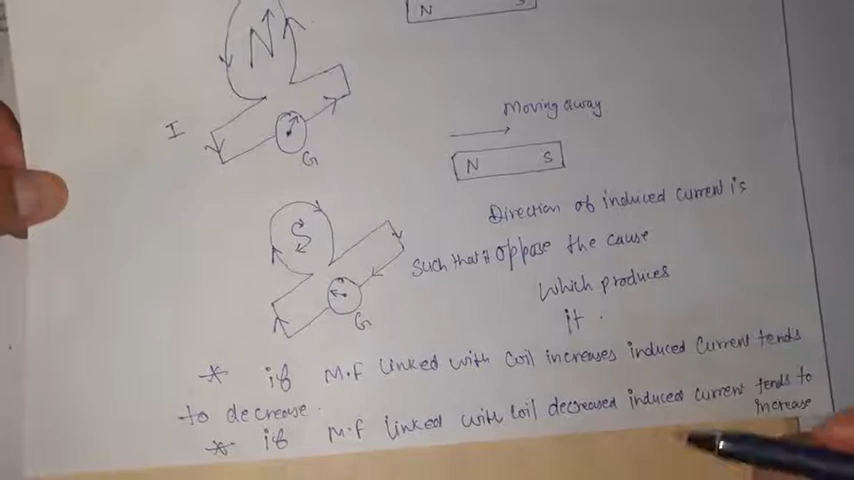 N S
N
I
G
Moving away
N S
S
G
Direction of induced current is
such that it oppose the cause
which produces
it.
* if M.F linked with coil increases induced current tends
to decrease.
* if M.F linked with coil decreased induced current tends to
increase